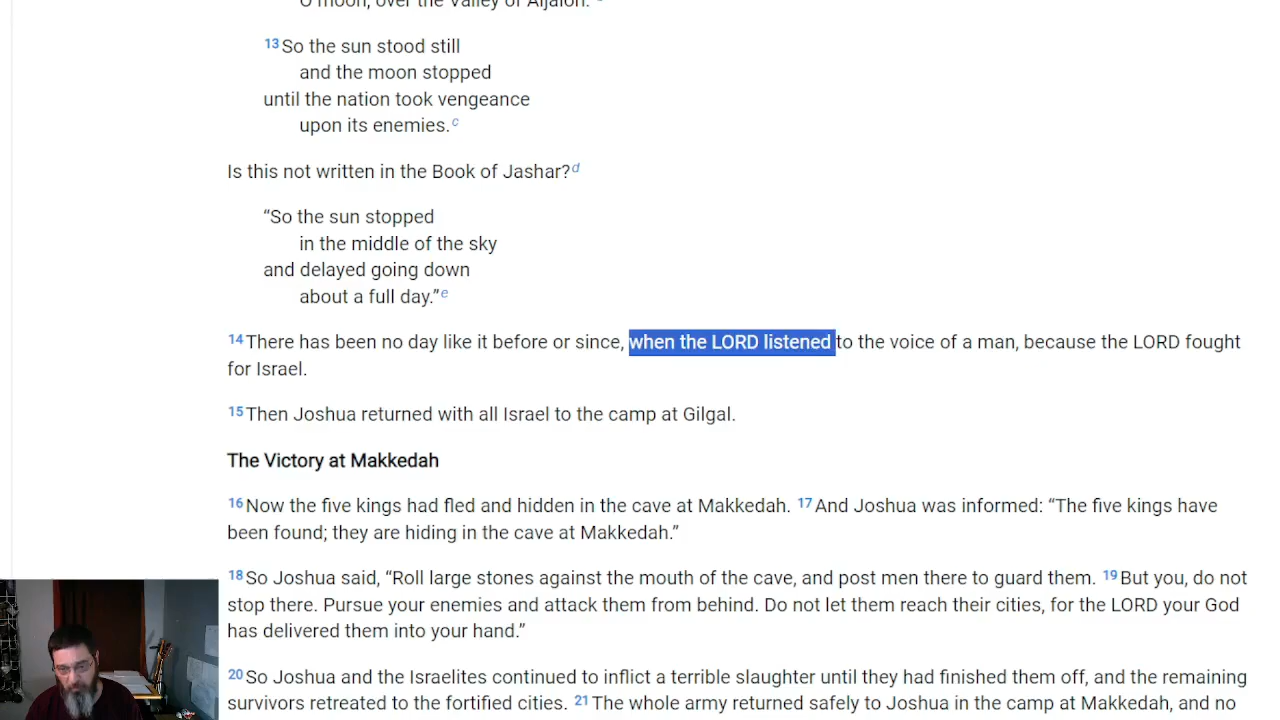 O moon, over the Valley of Aijalon.”
13 So the sun stood still
and the moon stopped
until the nation took vengeance
upon its enemies. c
Is this not written in the Book of Jashar? d
“So the sun stopped
in the middle of the sky
and delayed going down
about a full day.” e
14 There has been no day like it before or since, when the LORD listened to the voice of a man, because the LORD fought
for Israel.
15 Then Joshua returned with all Israel to the camp at Gilgal.
The Victory at Makkedah
16 Now the five kings had fled and hidden in the cave at Makkedah. 17 And Joshua was informed: “The five kings have
been found; they are hiding in the cave at Makkedah.”
18 So Joshua said, “Roll large stones against the mouth of the cave, and post men there to guard them. 19 But you, do not
stop there. Pursue your enemies and attack them from behind. Do not let them reach their cities, for the LORD your God
has delivered them into your hand.”
20 So Joshua and the Israelites continued to inflict a terrible slaughter until they had finished them off, and the remaining
survivors retreated to the fortified cities. 21 The whole army returned safely to Joshua in the camp at Makkedah, and no